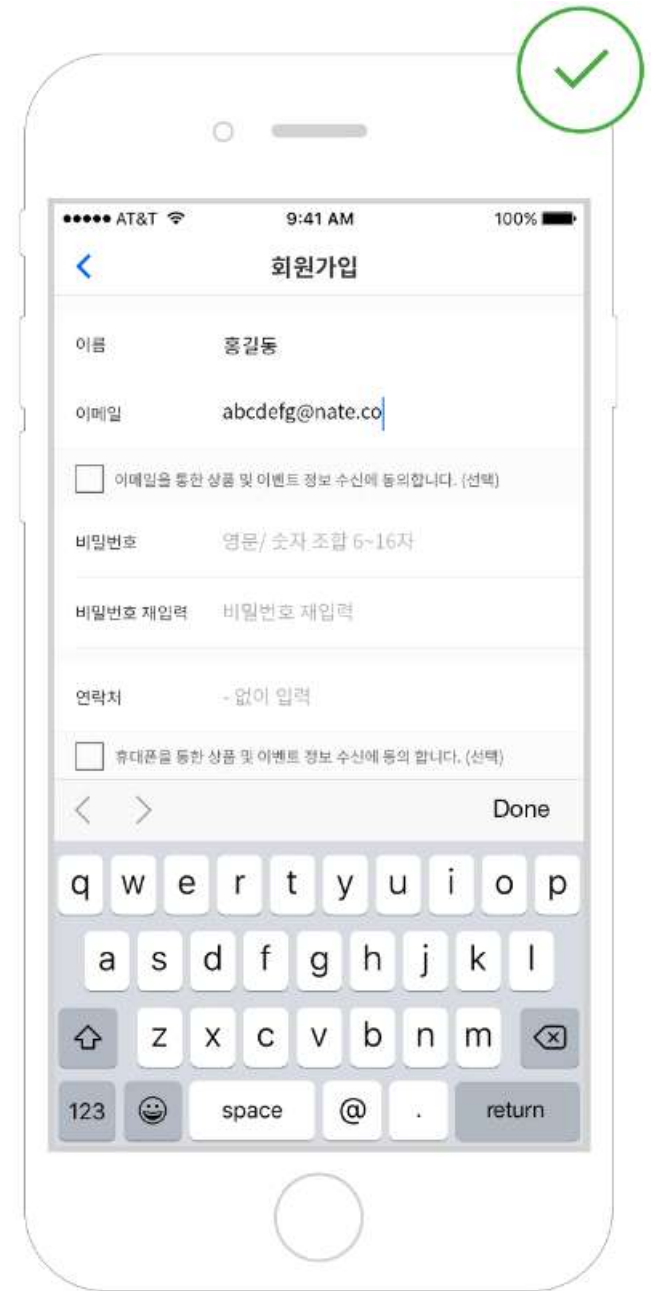 AT&T 9:41 AM 100%
회원가입
이름 홍길동
이메일 abcdefg@nate.co
이메일을 통한 상품 및 이벤트 정보 수신에 동의합니다. (선택)
비밀번호 영문/ 숫자 조합 6~16자
비밀번호 재입력 비밀번호 재입력
연락처 - 없이 입력
휴대폰을 통한 상품 및 이벤트 정보 수신에 동의 합니다. (선택)
Done
q w e r t y u i o p
a s d f g h j k l
z x c v b n m
123 space @ . return